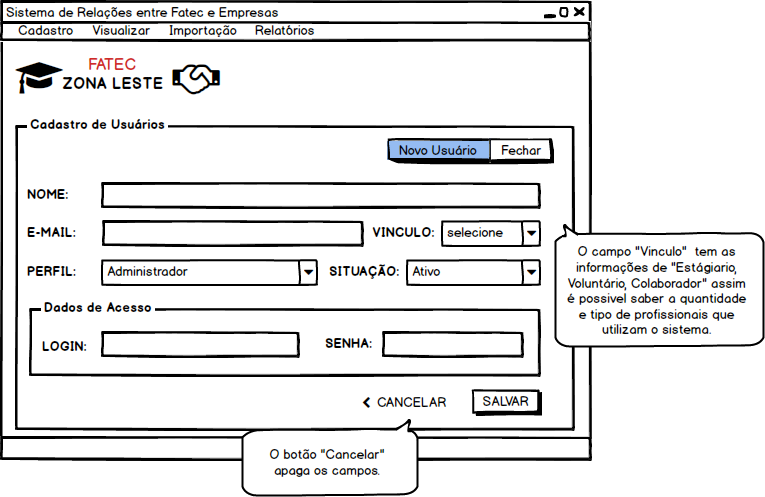 Sistema de Relações entre Fatec e Empresas
Cadastro Visualizar Importação Relatórios
FATEC
ZONA LESTE
Cadastro de Usuários
Novo Usuário Fechar
NOME:
E-MAIL: VINCULO: selecione
PERFIL: Administrador SITUAÇÃO: Ativo
Dados de Acesso
LOGIN: SENHA:
CANCELAR SALVAR
O campo "Vinculo" tem as
informações de "Estágiario,
Voluntário, Colaborador" assim
é possivel saber a quantidade
e tipo de profissionais que
utilizam o sistema.
O botão "Cancelar"
apaga os campos.